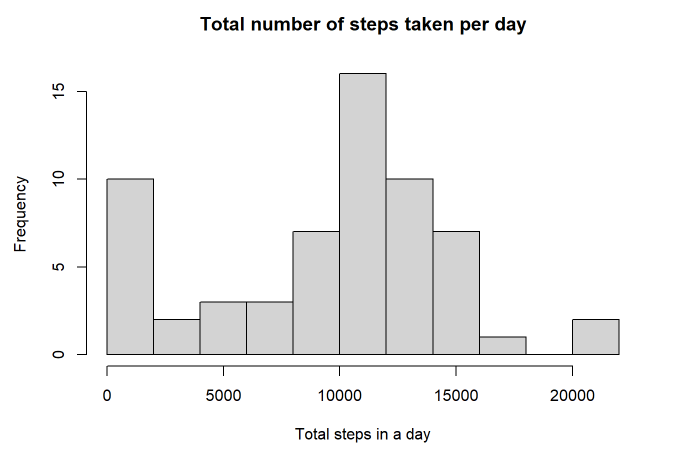 Total number of steps taken per day
Frequency
15
10
5
0
0 5000 10000 15000 20000
Total steps in a day